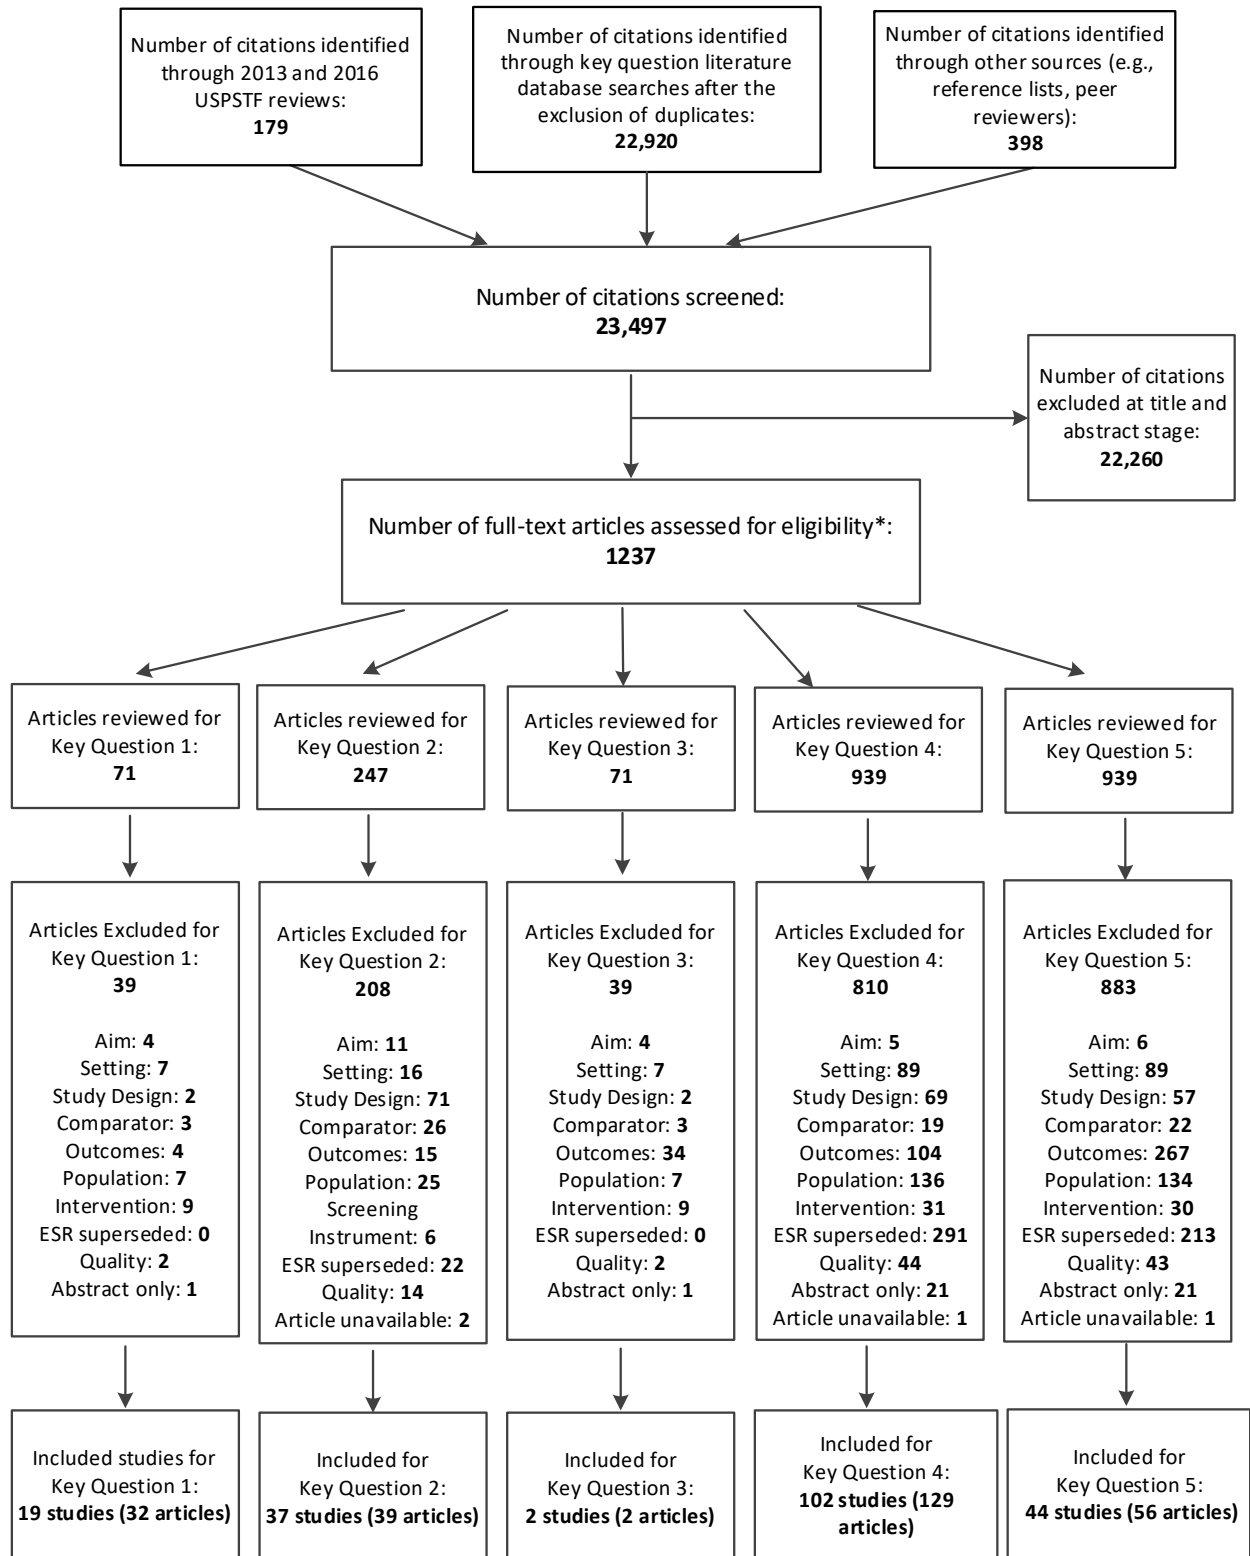 Number of citations identified
through 2013 and 2016
USPSTF reviews:
179
Number of citations identified
through key question literature
database searches after the
exclusion of duplicates:
22,920
Number of citations identified
through other sources (e.g.,
reference lists, peer
reviewers):
398
Number of citations screened:
23,497
Number of citations
excluded at title and
abstract stage:
22,260
Number of full-text articles assessed for eligibility*:
1237
Articles reviewed for
Key Question 1:
71
Articles reviewed for
Key Question 2:
247
Articles reviewed for
Key Question 3:
71
Articles reviewed for
Key Question 4:
939
Articles reviewed for
Key Question 5:
939
Articles Excluded for
Key Question 1:
39
Aim: 4
Setting: 7
Study Design: 2
Comparator: 3
Outcomes: 4
Population: 7
Intervention: 9
ESR superseded: 0
Quality: 2
Abstract only: 1
Articles Excluded for
Key Question 2:
208
Aim: 11
Setting: 16
Study Design: 71
Comparator: 26
Outcomes: 15
Population: 25
Screening
Instrument: 6
ESR superseded: 22
Quality: 14
Article unavailable: 2
Articles Excluded for
Key Question 3:
39
Aim: 4
Setting: 7
Study Design: 2
Comparator: 3
Outcomes: 34
Population: 7
Intervention: 9
ESR superseded: 0
Quality: 2
Abstract only: 1
Articles Excluded for
Key Question 4:
810
Aim: 5
Setting: 89
Study Design: 69
Comparator: 19
Outcomes: 104
Population: 136
Intervention: 31
ESR superseded: 291
Quality: 44
Abstract only: 21
Article unavailable: 1
Articles Excluded for
Key Question 5:
883
Aim: 6
Setting: 89
Study Design: 57
Comparator: 22
Outcomes: 267
Population: 134
Intervention: 30
ESR superseded: 213
Quality: 43
Abstract only: 21
Article unavailable: 1
Included studies for
Key Question 1:
19 studies (32 articles)
Included for
Key Question 2:
37 studies (39 articles)
Included for
Key Question 3:
2 studies (2 articles)
Included for
Key Question 4:
102 studies (129
articles)
Included for
Key Question 5:
44 studies (56 articles)